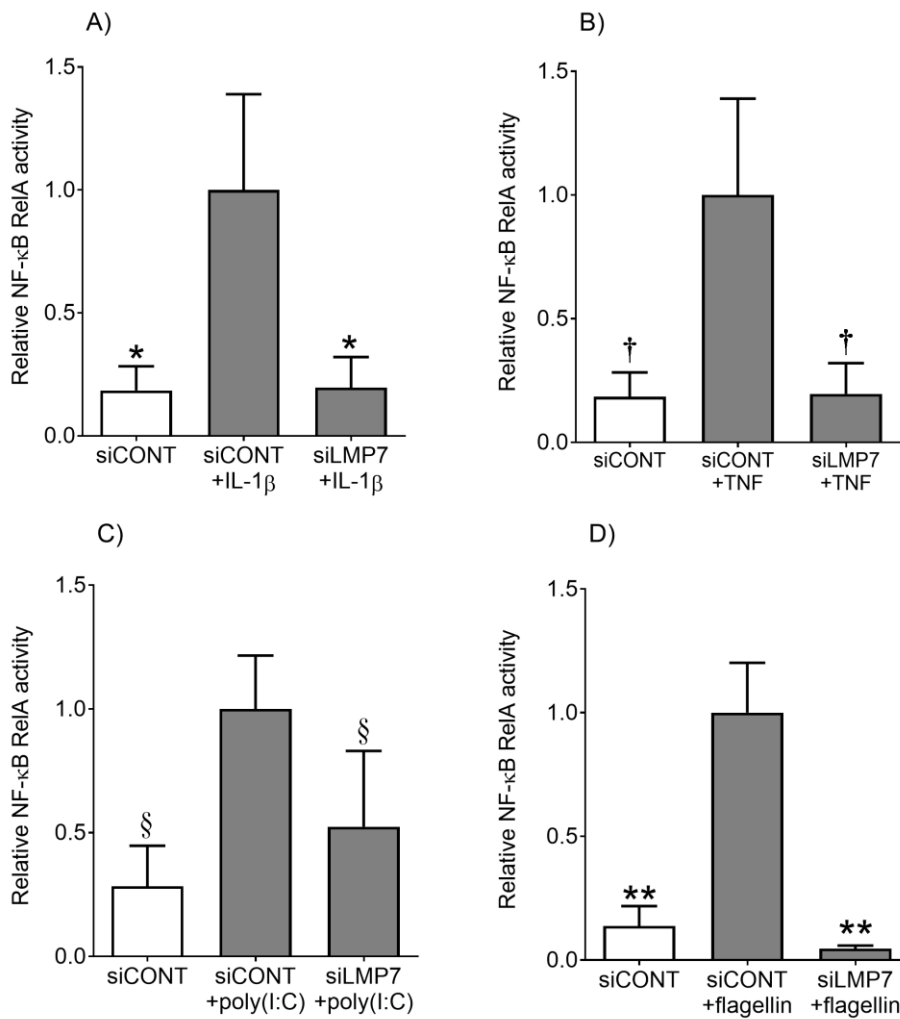 A)
Relative NF-κB RelA activity
1.5
1.0
0.5
0.0
*
*
siCONT
siCONT
+IL-1β
siLMP7
+IL-1β
B)
Relative NF-κB RelA activity
1.5
1.0
0.5
0.0
†
†
siCONT
siCONT
+TNF
siLMP7
+TNF
C)
Relative NF-κB RelA activity
1.5
1.0
0.5
0.0
§
§
siCONT
siCONT
+poly(I:C)
siLMP7
+poly(I:C)
D)
Relative NF-κB RelA activity
1.5
1.0
0.5
0.0
**
**
siCONT
siCONT
+flagellin
siLMP7
+flagellin